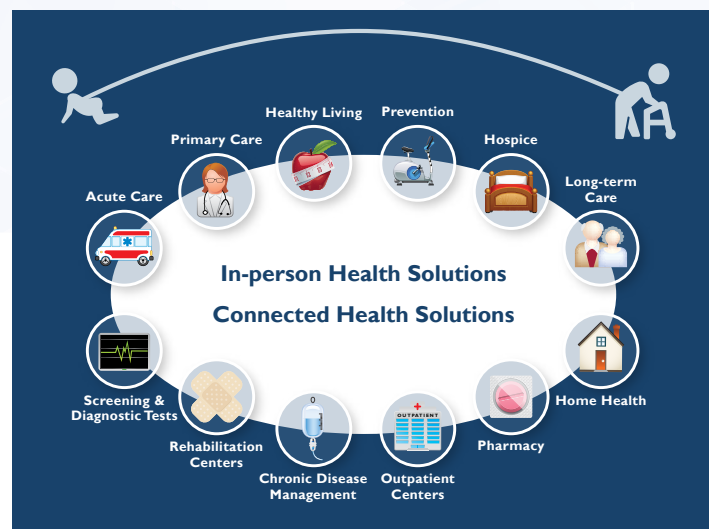 Healthy Living
Prevention
Primary Care
Hospice
Acute Care
Long-term
Care
In-person Health Solutions
Connected Health Solutions
Screening &
Diagnostic Tests
Home Health
Rehabilitation
Centers
Pharmacy
OUTPATIENT
Chronic Disease
Management
Outpatient
Centers